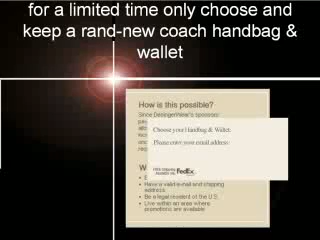 for a limited time only choose and
keep a rand-new coach handbag &
wallet
How is this possible?
Since DesignerWear's sponsors
Choose your Handbag & Wallet:
Please enter your email address:
FedEx
Have a valid e-mail and shipping
address
Be a legal resident of the U.S.
Live within an area where
promotions are available